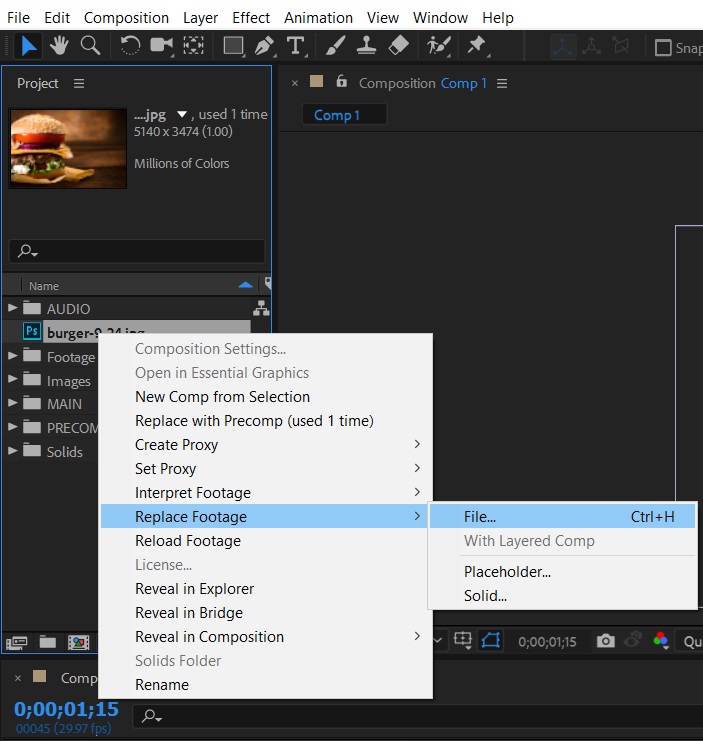 File Edit Composition Layer Effect Animation View Window Help
Snap
Project
Composition Comp 1
....jpg , used 1 time
5140 x 3474 (1.00)
Millions of Colors
Comp 1
Name
AUDIO
Ps burger-9-24.jpg
Footage
Images
MAIN
PRECOM
Solids
Composition Settings...
Open in Essential Graphics
New Comp from Selection
Replace with Precomp (used 1 time)
Create Proxy
Set Proxy
Interpret Footage
Replace Footage
Reload Footage
License...
Reveal in Explorer
Reveal in Bridge
Reveal in Composition
Solids Folder
Rename
File... Ctrl+H
With Layered Comp
Placeholder...
Solid...
0;00;01;15
Qu
Comp
0;00;01;15
00045 (29.97 fps)